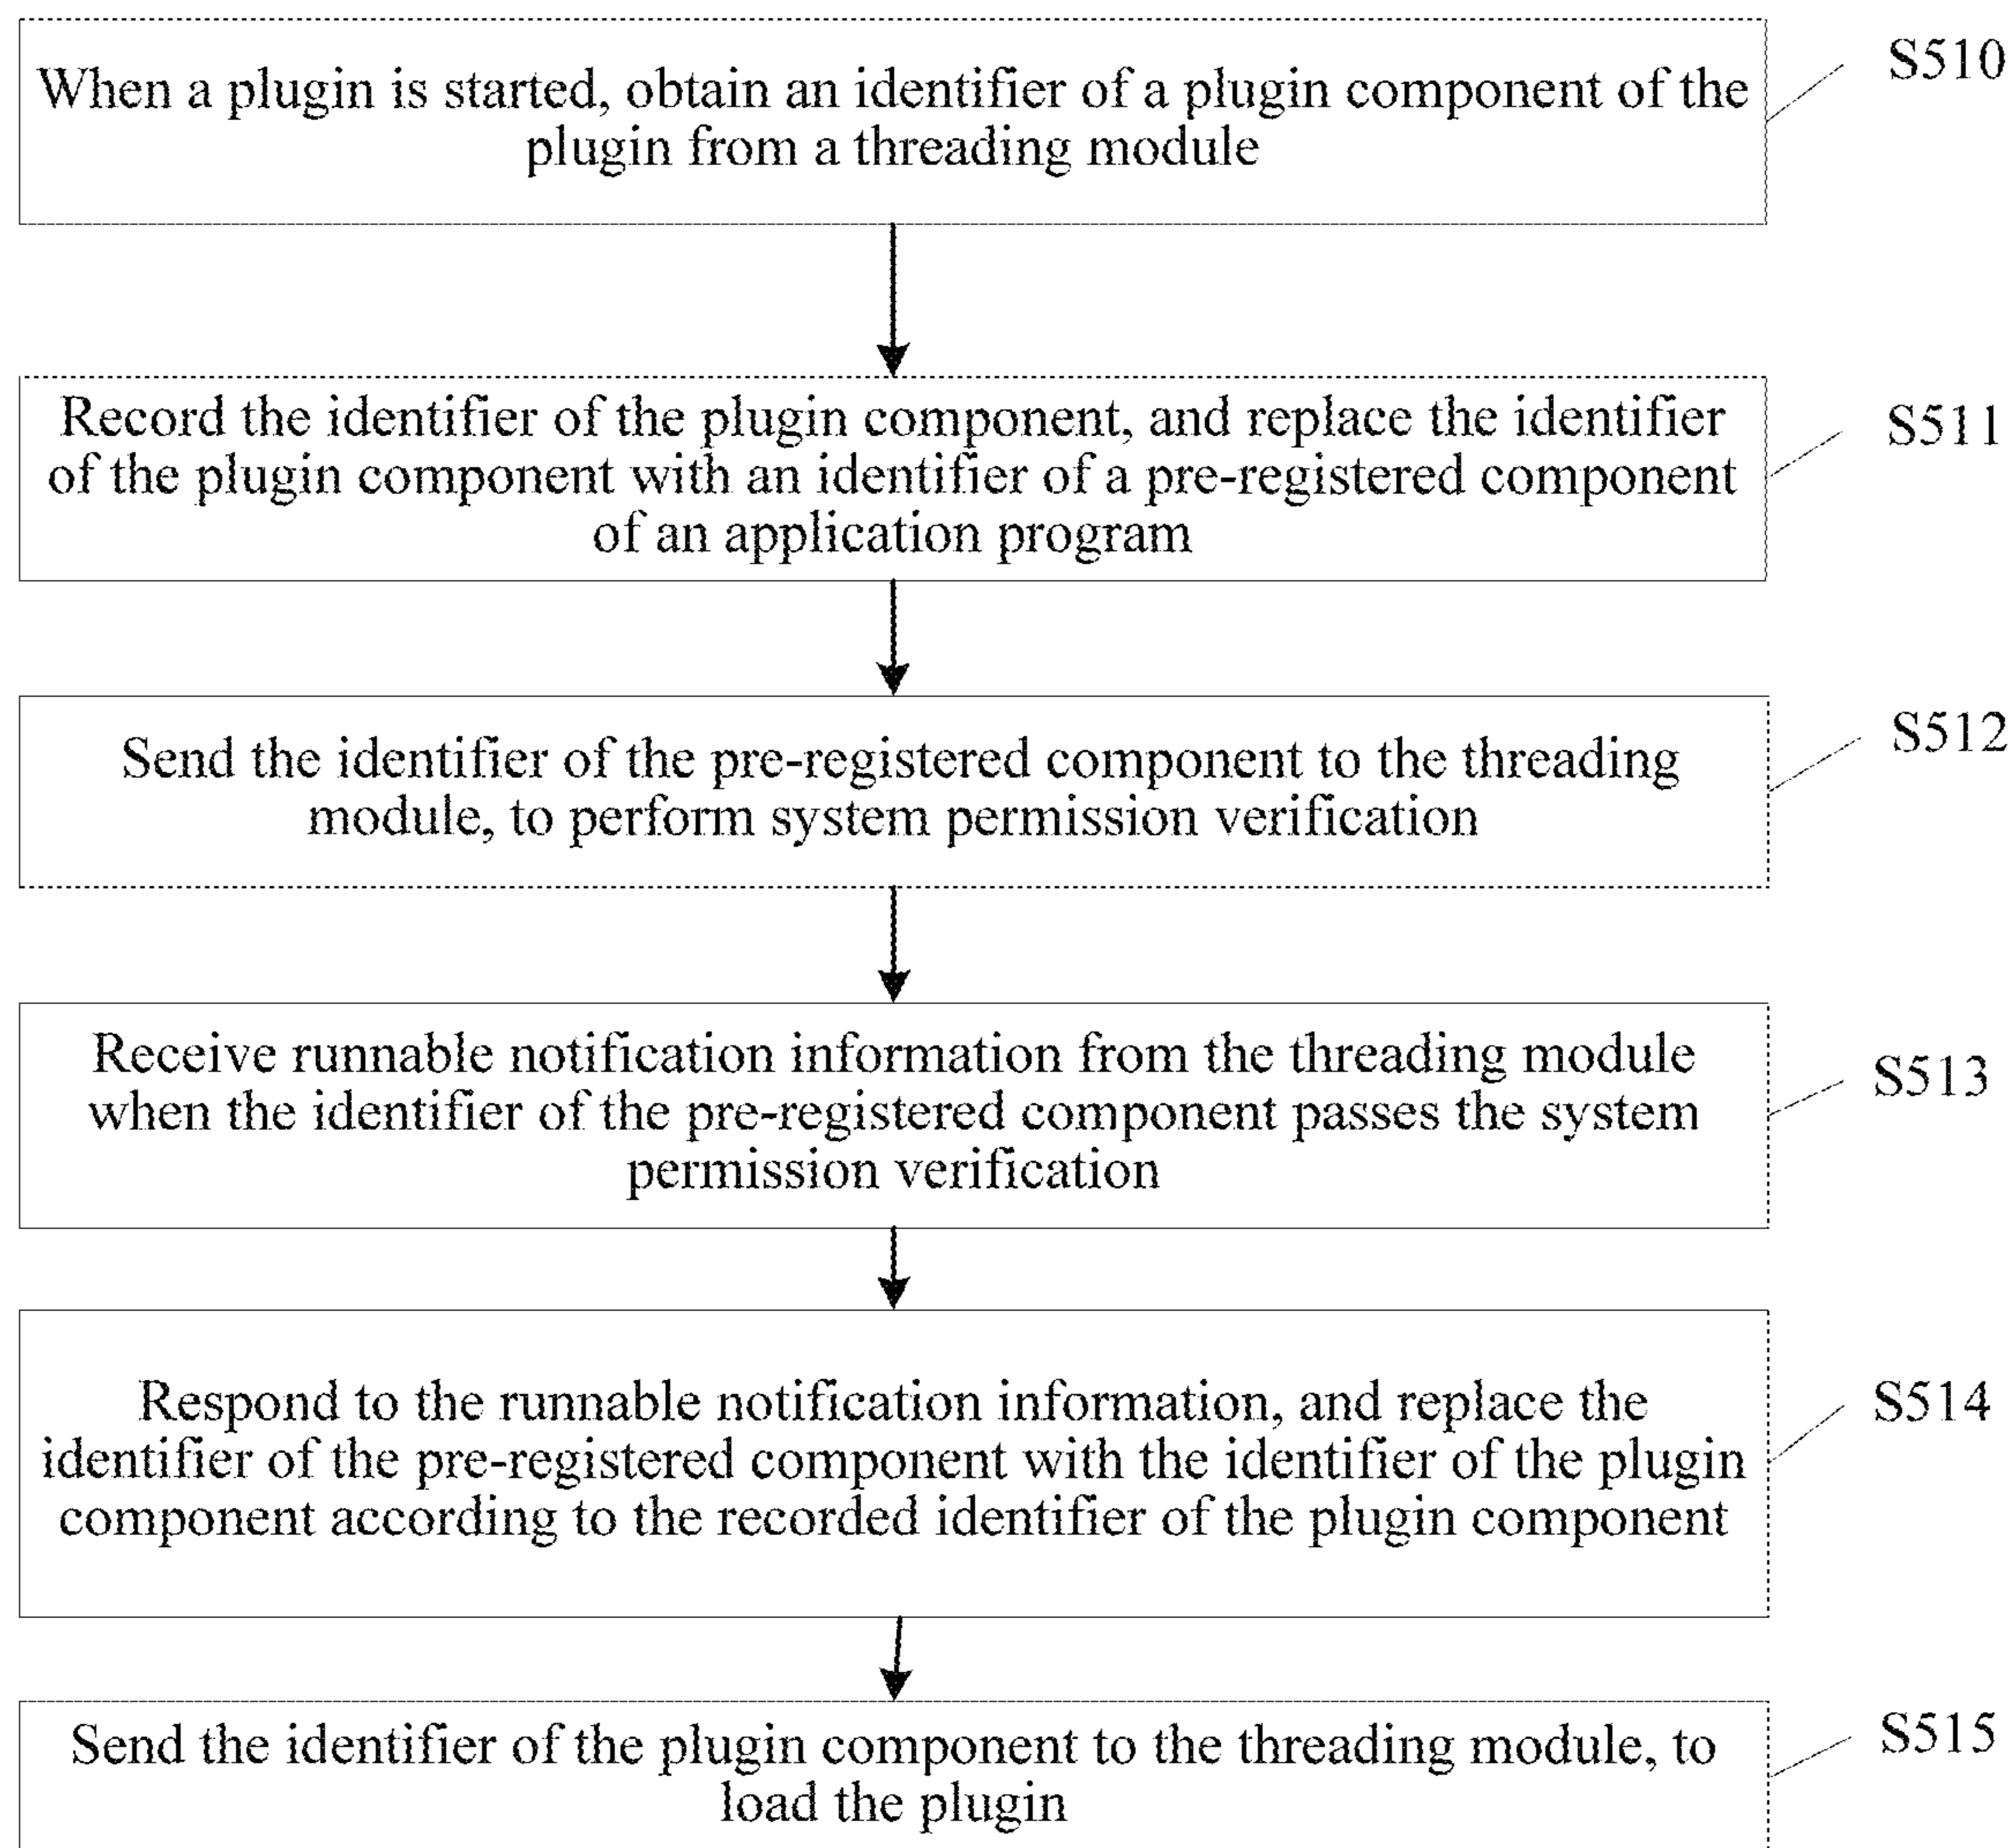 When a plugin is started, obtain an identifier of a plugin component of the
plugin from a threading module
S510
Record the identifier of the plugin component, and replace the identifier
of the plugin component with an identifier of a pre-registered component
of an application program
S511
Send the identifier of the pre-registered component to the threading
module, to perform system permission verification
S512
Receive runnable notification information from the threading module
when the identifier of the pre-registered component passes the system
permission verification
S513
Respond to the runnable notification information, and replace the
identifier of the pre-registered component with the identifier of the plugin
component according to the recorded identifier of the plugin component
S514
Send the identifier of the plugin component to the threading module, to
load the plugin
S515